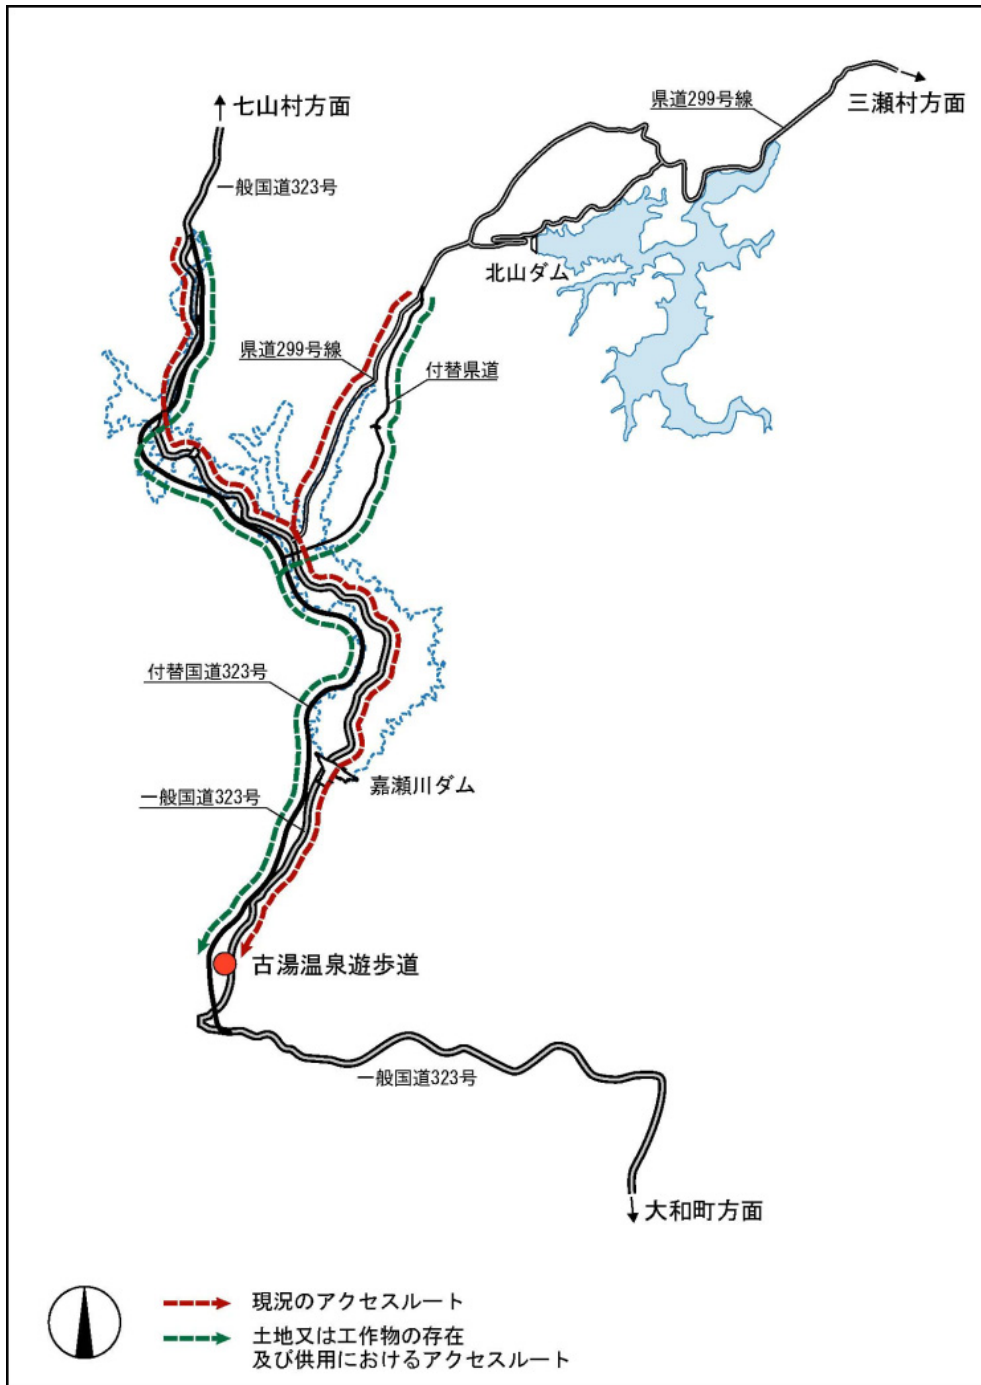 七山村方面
県道299号線
三瀬村方面
一般国道323号
北山ダム
県道299号線
付替県道
付替国道323号
嘉瀬川ダム
一般国道323号
古湯温泉遊歩道
一般国道323号
大和町方面
現況のアクセスルート
土地又は工作物の存在
及び供用におけるアクセスルート